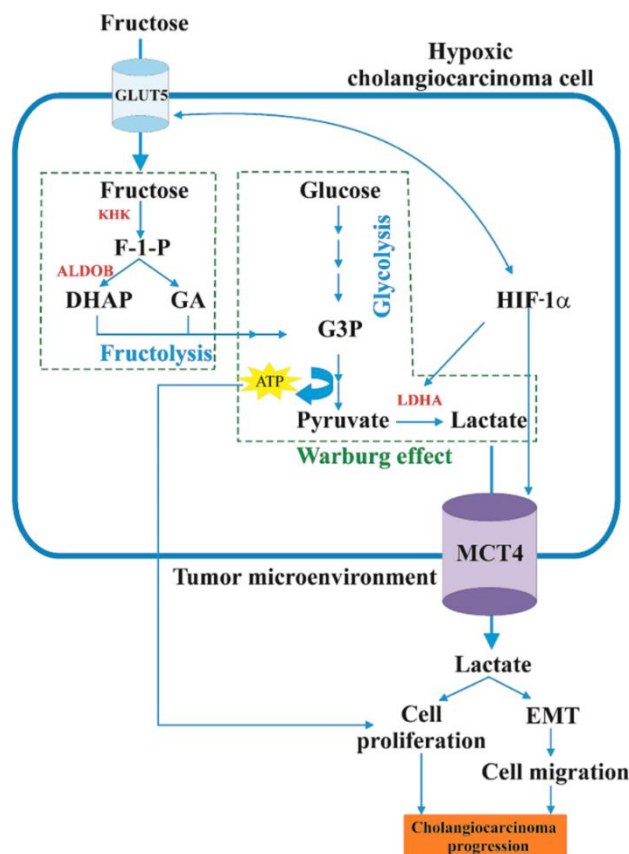 Fructose
Hypoxic
cholangiocarcinoma cell
GLUT5
Fructose
KHK
F-1-P
ALDOB
DHAP
GA
Fructolysis
Glucose
Glycolysis
G3P
HIF-1α
ATP
LDHA
Pyruvate
Lactate
Warburg effect
MCT4
Tumor microenvironment
Lactate
Cell
proliferation
EMT
Cell migration
Cholangiocarcinoma
progression